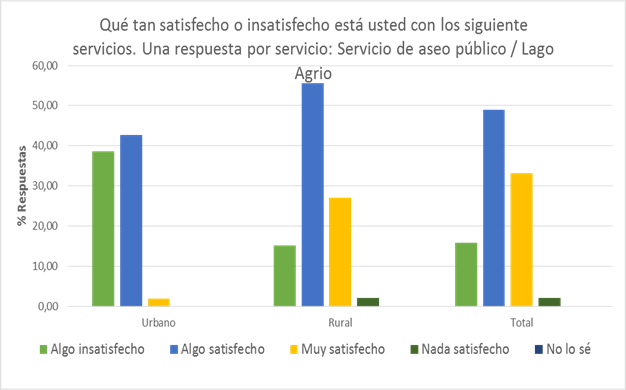 Qué tan satisfecho o insatisfecho está usted con los siguiente
servicios. Una respuesta por servicio: Servicio de aseo público / Lago
Agrio
60,00
50,00
40,00
30,00
20,00
10,00
0,00
% Respuestas
Urbano Rural Total
Algo insatisfecho Algo satisfecho Muy satisfecho Nada satisfecho No lo sé